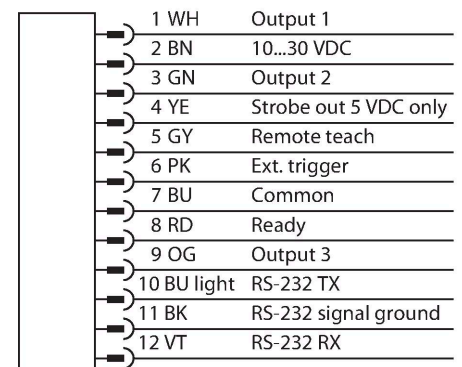 1 WH Output 1
2 BN 10...30 VDC
3 GN Output 2
4 YE Strobe out 5 VDC only
5 GY Remote teach
6 PK Ext. trigger
7 BU Common
8 RD Ready
9 OG Output 3
10 BU light RS-232 TX
11 BK RS-232 signal ground
12 VT RS-232 RX